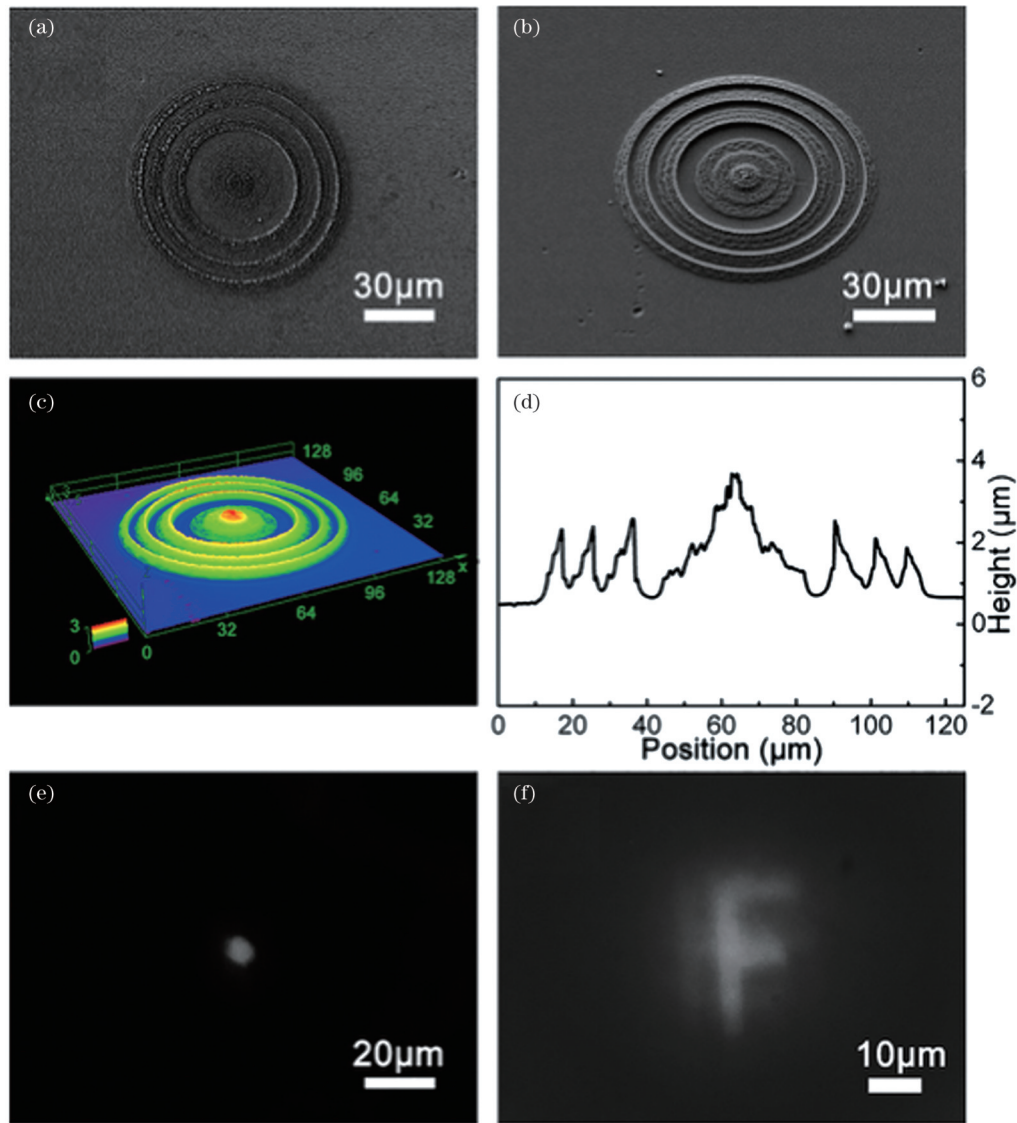 (a)
30μm
(b)
30μm
(c)
128
96
64
32
x
128
96
64
32
0
3
0
(d)
6
4
2
0
-2
Height (μm)
0 20 40 60 80 100 120
Position (μm)
(e)
20μm
(f)
F
10μm